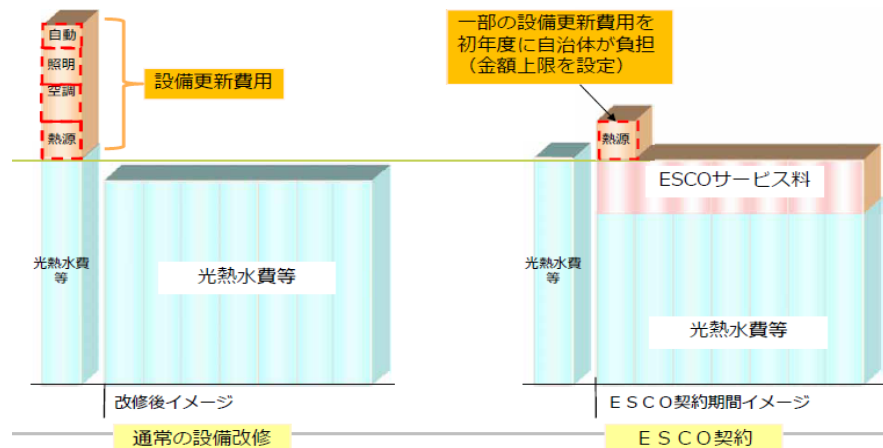 自動
照明
空調
熱源
設備更新費用
光熱水費
等
光熱水費等
改修後イメージ
通常の設備改修
一部の設備更新費用を
初年度に自治体が負担
（金額上限を設定）
熱源
ESCOサービス料
光熱水費
等
光熱水費等
ＥＳＣＯ契約期間イメージ
ＥＳＣＯ契約